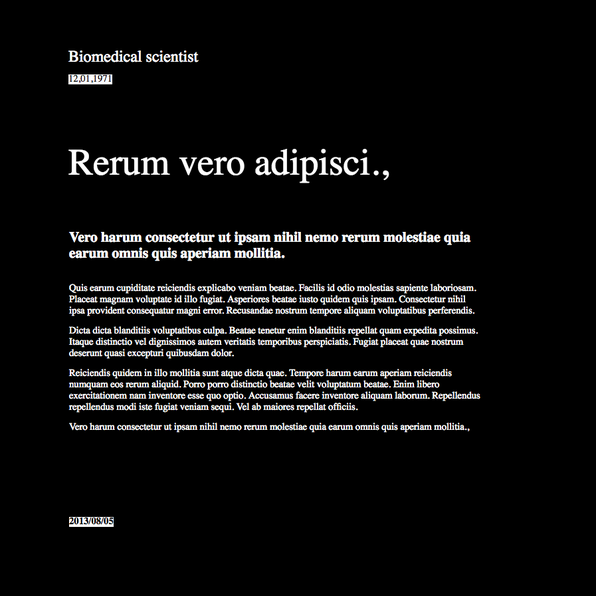 Biomedical scientist
12,01,1971
Rerum vero adipisci.,
Vero harum consectetur ut ipsam nihil nemo rerum molestiae quia
earum omnis quis aperiam mollitia.
Quis earum cupiditate reiciendis explicabo veniam beatae. Facilis id odio molestias sapiente laboriosam.
Placeat magnam voluptate id illo fugiat. Asperiores beatae iusto quidem quis ipsam. Consectetur nihil
ipsa provident consequatur magni error. Recusandae nostrum tempore aliquam voluptatibus perferendis.
Dicta dicta blanditiis voluptatibus culpa. Beatae tenetur enim blanditiis repellat quam expedita possimus.
Itaque distinctio vel dignissimos autem veritatis temporibus perspiciatis. Fugiat placeat quae nostrum
deserunt quasi excepturi quibusdam dolor.
Reiciendis quidem in illo mollitia sunt atque dicta quae. Tempore harum earum aperiam reiciendis
numquam eos rerum aliquid. Porro porro distinctio beatae velit voluptatum beatae. Enim libero
exercitationem nam inventore esse quo optio. Accusamus facere inventore aliquam laborum. Repellendus
repellendus modi iste fugiat veniam sequi. Vel ab maiores repellat officiis.
Vero harum consectetur ut ipsam nihil nemo rerum molestiae quia earum omnis quis aperiam mollitia.,
2013/08/05